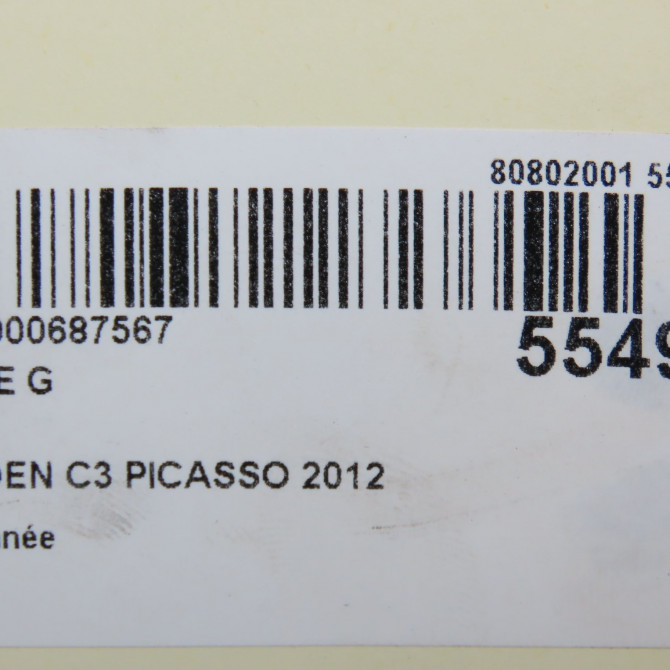 80802001 55
000687567
5549
E G
DEN C3 PICASSO 2012
née